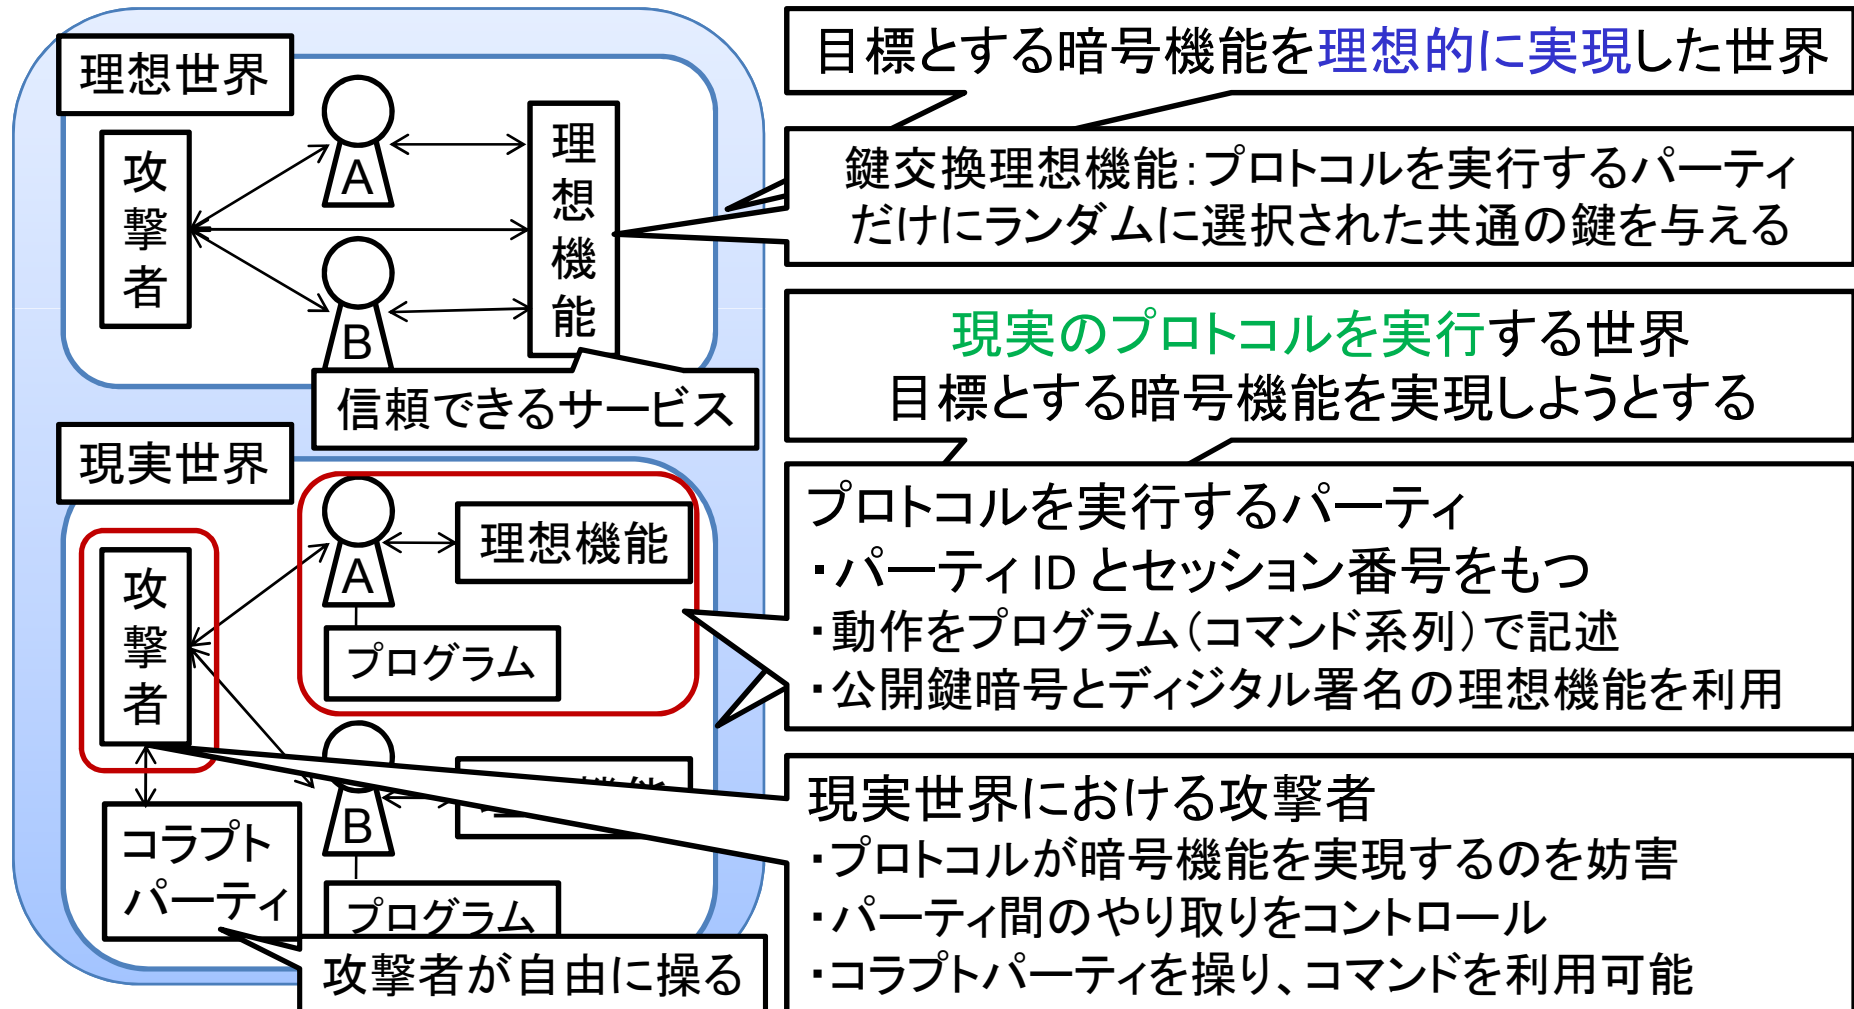 理想世界
攻撃者
A
B
理想機能
信頼できるサービス
目標とする暗号機能を理想的に実現した世界
鍵交換理想機能：プロトコルを実行するパーティ
だけにランダムに選択された共通の鍵を与える
現実のプロトコルを実行する世界
目標とする暗号機能を実現しようとする
現実世界
攻撃者
A
理想機能
プログラム
B
プログラム
コラプト
パーティ
攻撃者が自由に操る
プロトコルを実行するパーティ
・パーティIDとセッション番号をもつ
・動作をプログラム（コマンド系列）で記述
・公開鍵暗号とディジタル署名の理想機能を利用
現実世界における攻撃者
・プロトコルが暗号機能を実現するのを妨害
・パーティ間のやり取りをコントロール
・コラプトパーティを操り、コマンドを利用可能